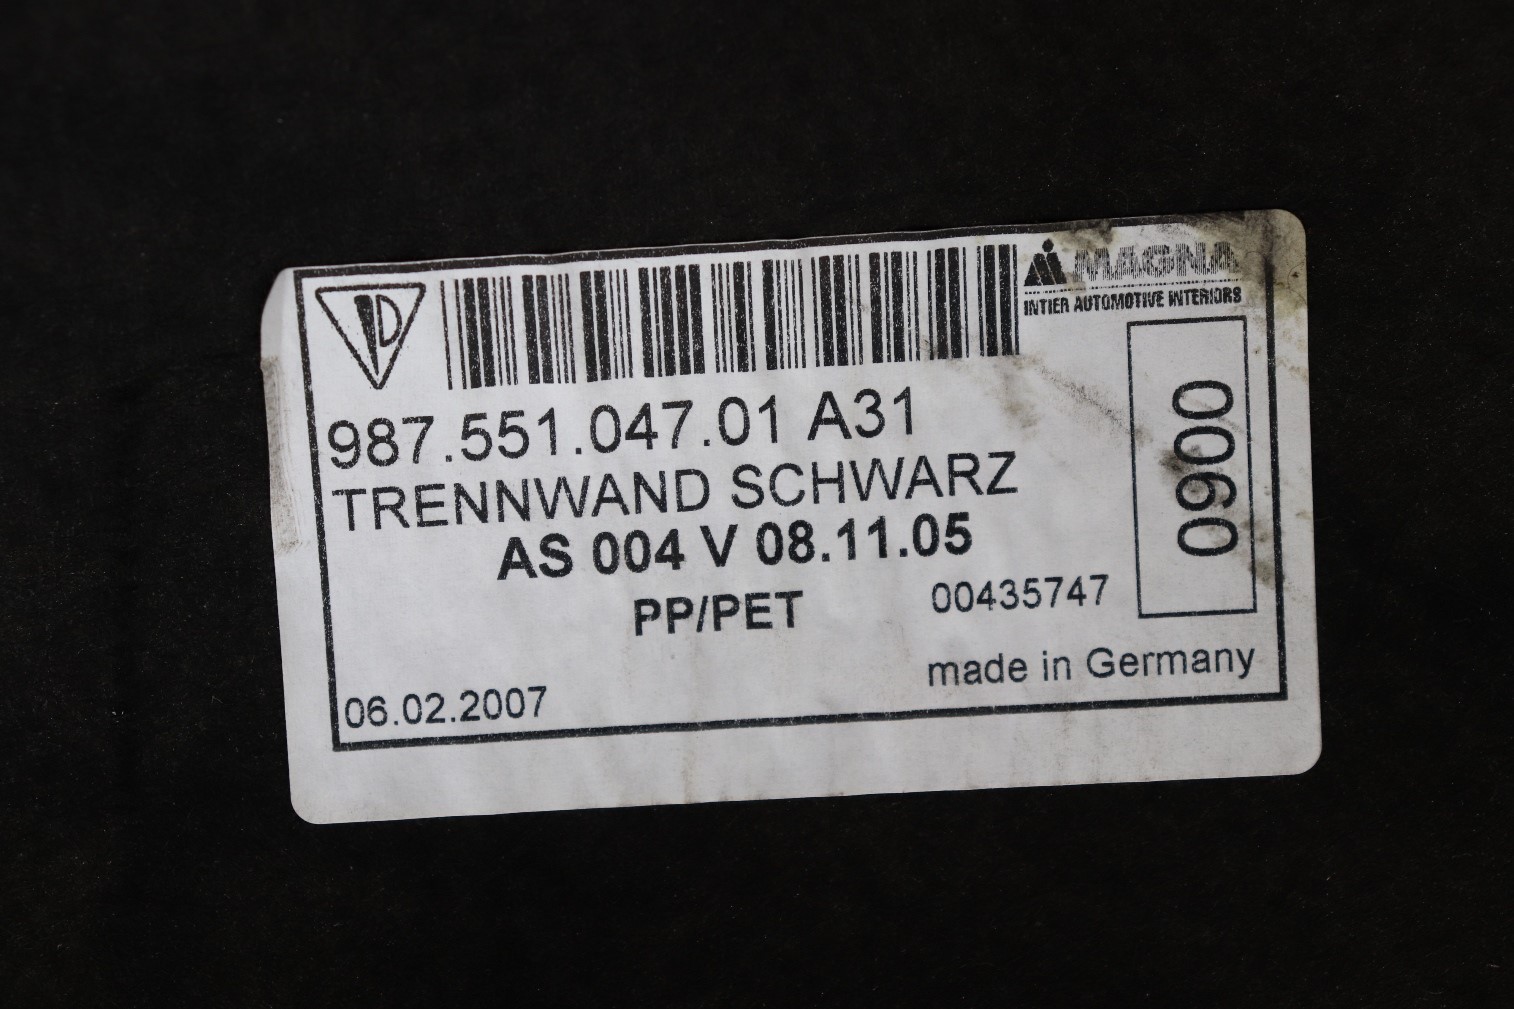 MAGNA
INTIER AUTOMOTIVE INTERIORS
987.551.047.01 A31
TRENNWAND SCHWARZ
AS 004 V 08.11.05
PP/PET
00435747
0900
made in Germany
06.02.2007